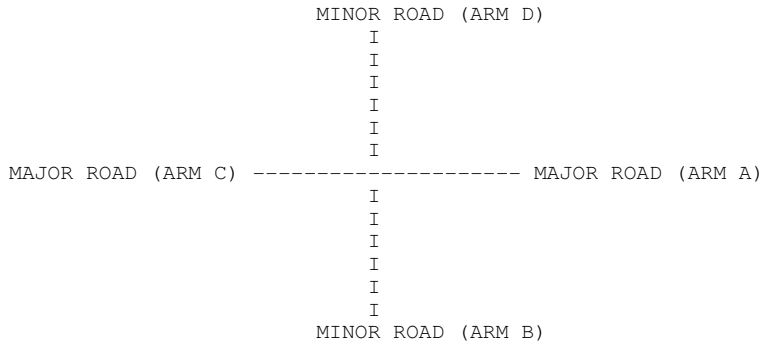 MINOR ROAD (ARM D)
I
I
I
I
I
I
MAJOR ROAD (ARM C) --------------------- MAJOR ROAD (ARM A)
I
I
I
I
I
I
MINOR ROAD (ARM B)